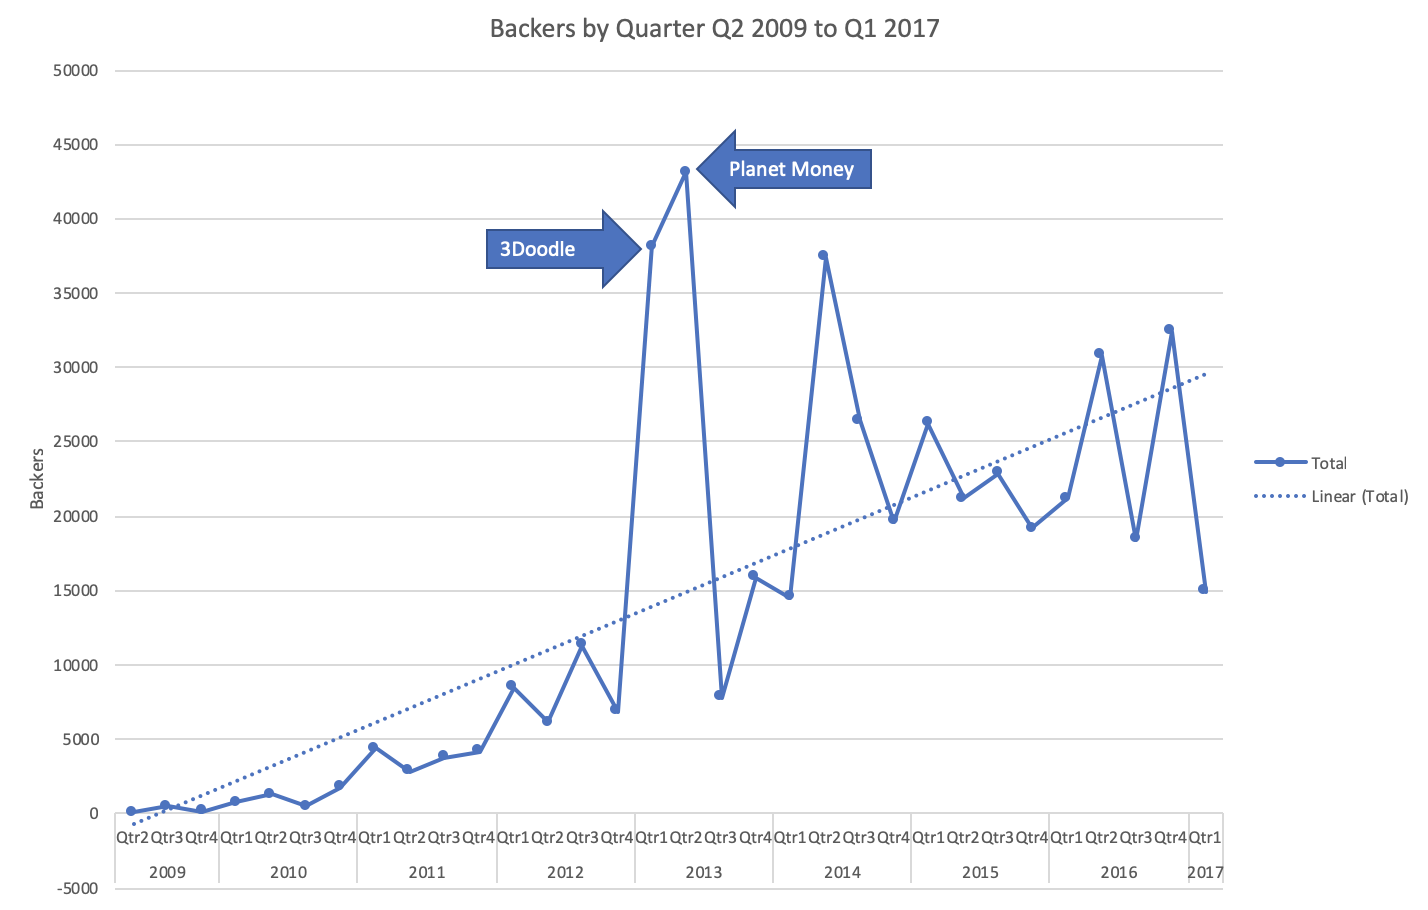 Backers by Quarter Q2 2009 to Q1 2017
50000
45000
Planet Money
40000
3Doodle
35000
30000
25000
Backers
Total
20000
Linear (Total)
15000
10000
5000
0
Qtr2 Qtr3 Qtr4 Qtr1 Qtr2 Qtr3 Qtr4 Qtr1 Qtr2 Qtr3 Qtr4 Qtr1 Qtr2 Qtr3 Qtr4 Qtr1 Qtr2 Qtr3 Qtr4 Qtr1 Qtr2 Qtr3 Qtr4 Qtr1 Qtr2 Qtr3 Qtr4 Qtr1 Qtr2 Qtr3 Qtr4 Qtr1
2009 2010 2011 2012 2013 2014 2015 2016 2017
-5000